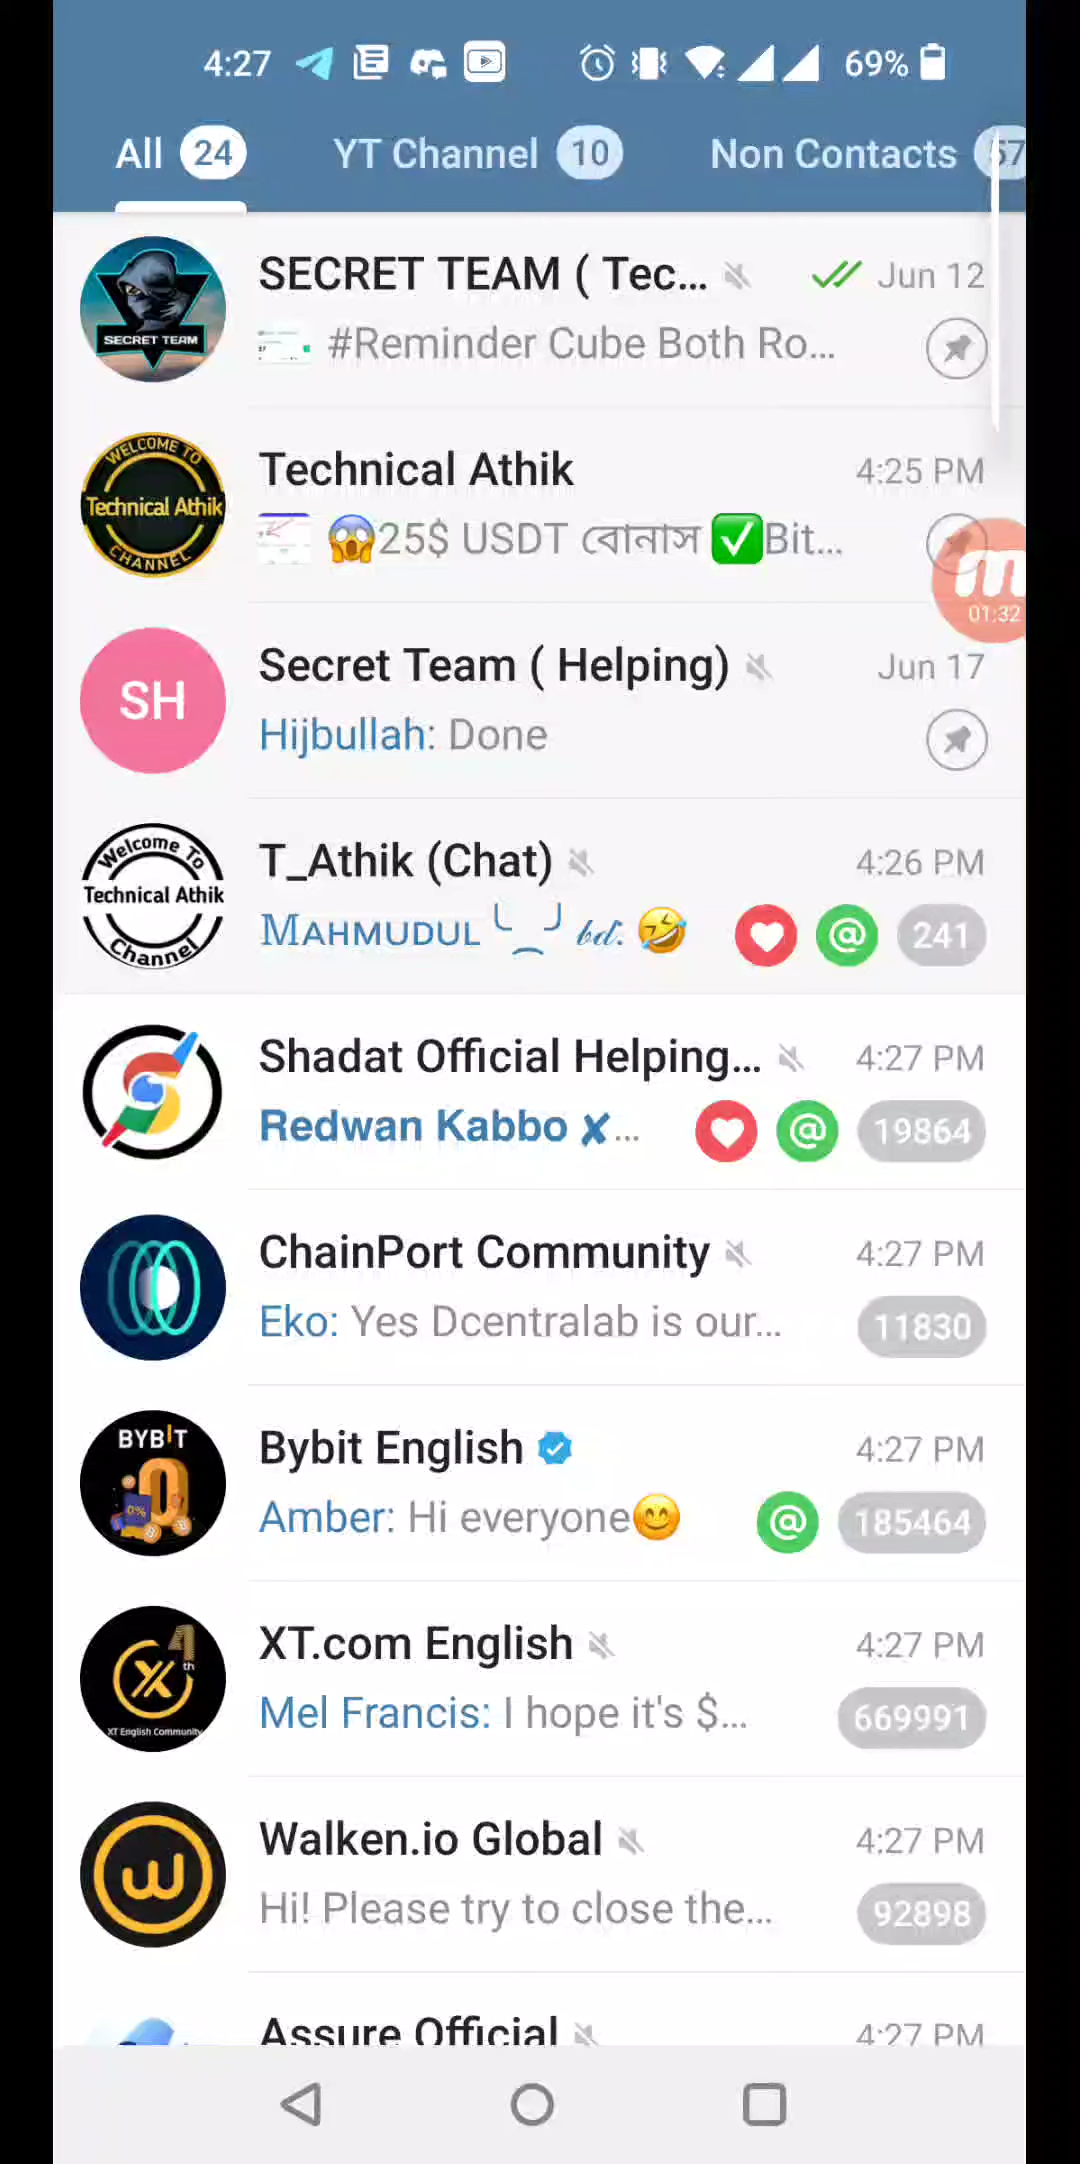 4:27 69%
All 24 YT Channel 10 Non Contacts 57
SECRET TEAM ( Tec... Jun 12
SECRET TEAM
#Reminder Cube Both Ro...
WELCOME TO
Technical Athik
CHANNEL
Technical Athik 4:25 PM
😱25$ USDT বোনাস ✅Bit...
01:32
SH
Secret Team ( Helping) Jun 17
Hijbullah: Done
Welcome To
Technical Athik
Channel
T_Athik (Chat) 4:26 PM
Mᴀʜᴍᴜᴅᴜʟ ╰‿╯𝓫𝓭. 🤣 @ 241
Shadat Official Helping... 4:27 PM
Redwan Kabbo ✘... @ 19864
ChainPort Community 4:27 PM
Eko: Yes Dcentralab is our... 11830
BYBIT
0%
Bybit English 4:27 PM
Amber: Hi everyone😊 @ 185464
4th
XT English Community
XT.com English 4:27 PM
Mel Francis: I hope it's $... 669991
Walken.io Global 4:27 PM
Hi! Please try to close the... 92898
Assure Official 4:27 PM